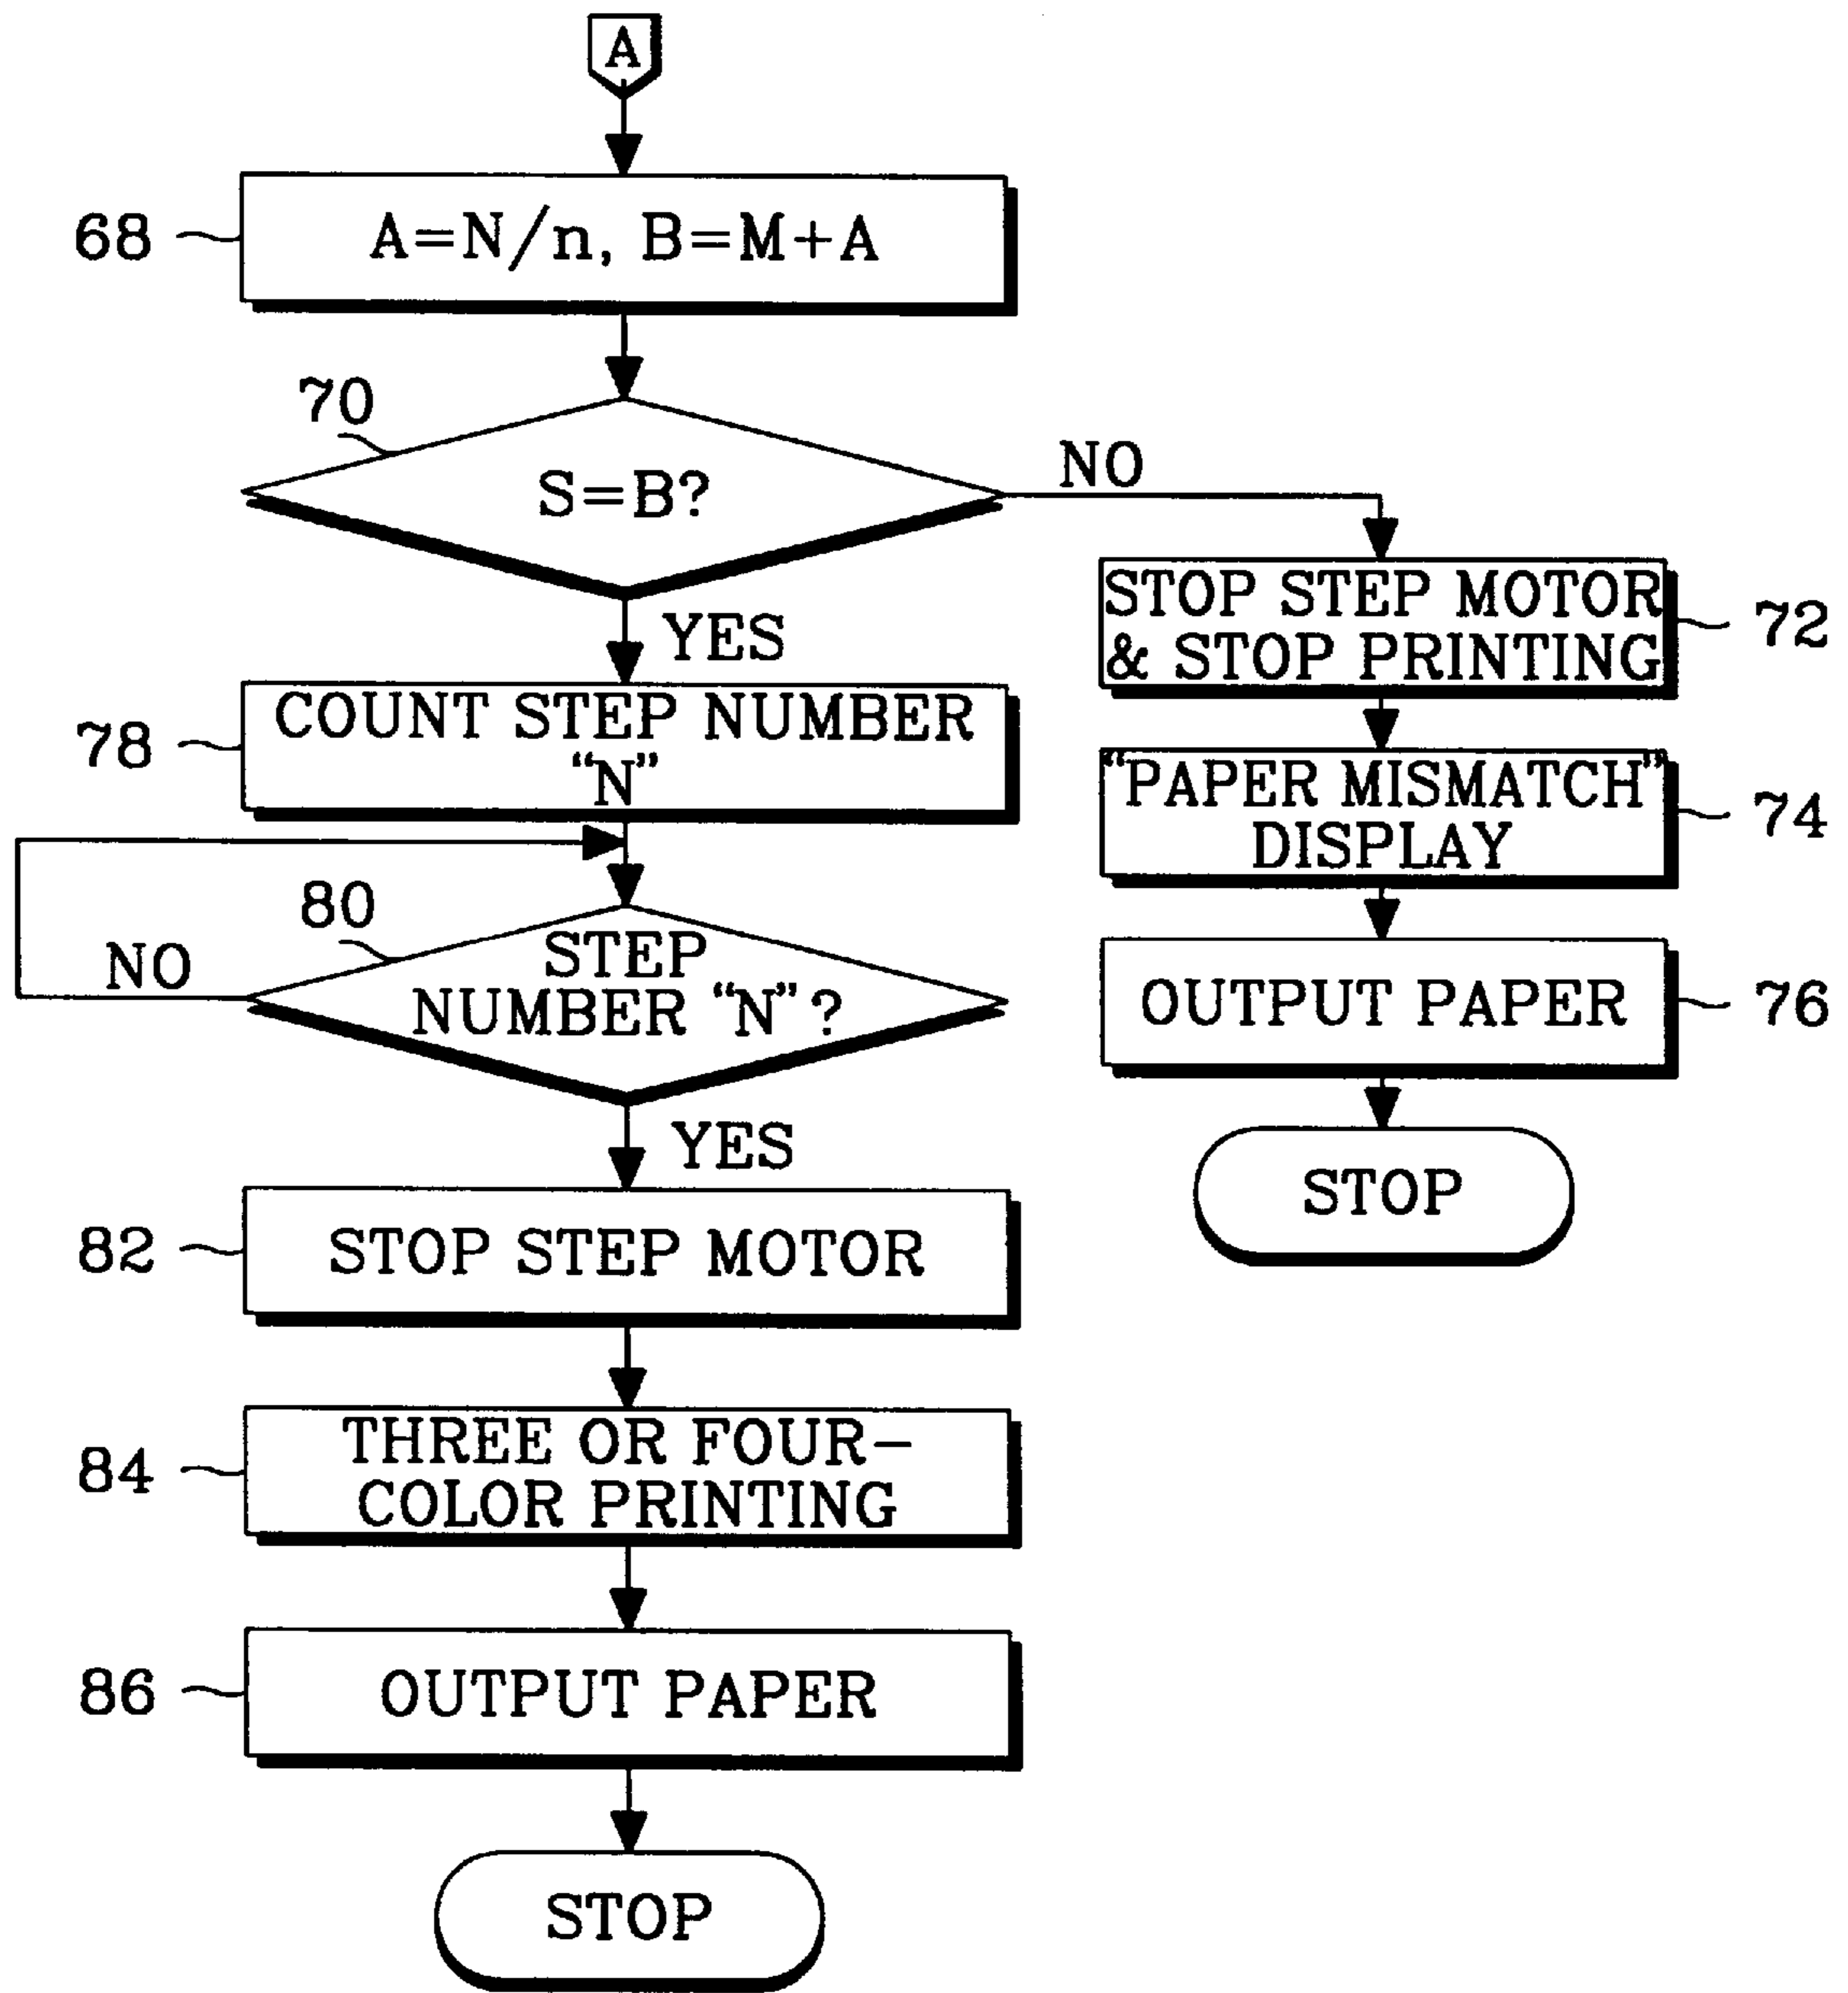 A
68
A=N/n, B=M+A
70
S=B?
NO
YES
STOP STEP MOTOR
& STOP PRINTING
72
78
COUNT STEP NUMBER
“N”
“PAPER MISMATCH”
DISPLAY
74
80
NO
STEP
NUMBER “N”?
OUTPUT PAPER
76
YES
STOP
82
STOP STEP MOTOR
84
THREE OR FOUR-
COLOR PRINTING
86
OUTPUT PAPER
STOP